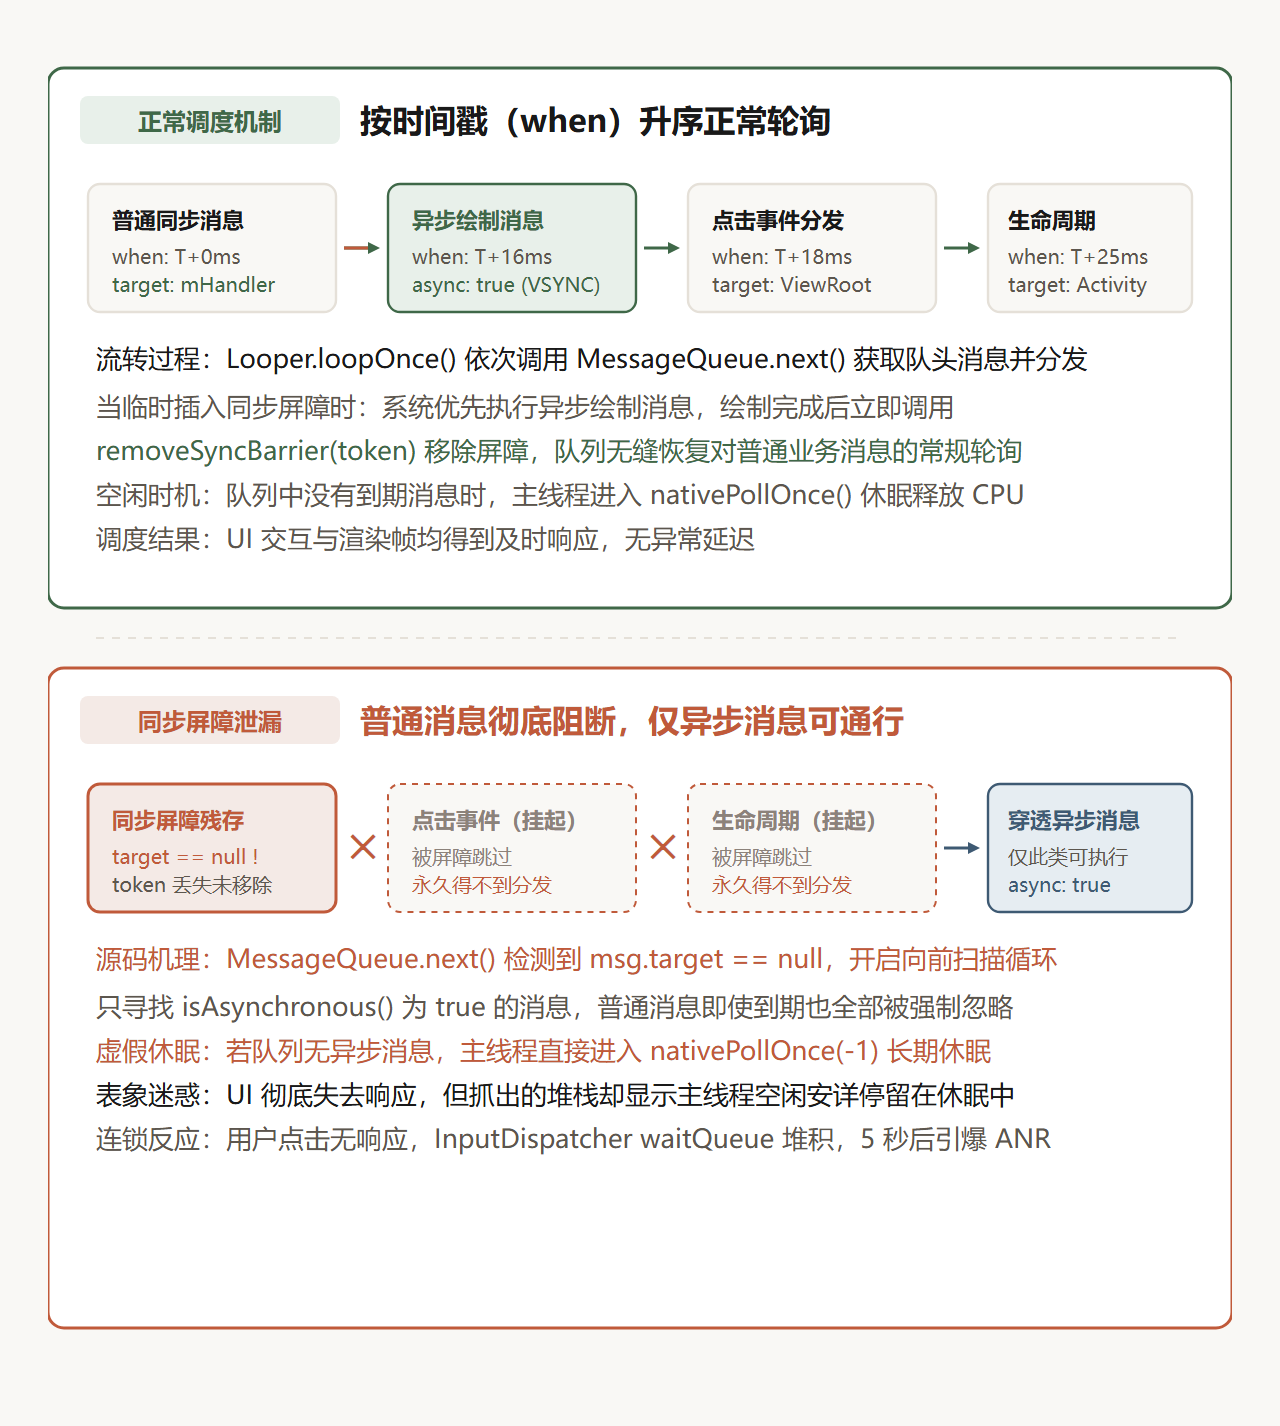 正常调度机制
按时间戳（when）升序正常轮询
普通同步消息
when: T+0ms
target: mHandler
异步绘制消息
when: T+16ms
async: true (VSYNC)
点击事件分发
when: T+18ms
target: ViewRoot
生命周期
when: T+25ms
target: Activity
流转过程：Looper.loopOnce() 依次调用 MessageQueue.next() 获取队头消息并分发
当临时插入同步屏障时：系统优先执行异步绘制消息，绘制完成后立即调用
removeSyncBarrier(token) 移除屏障，队列无缝恢复对普通业务消息的常规轮询
空闲时机：队列中没有到期消息时，主线程进入 nativePollOnce() 休眠释放 CPU
调度结果：UI 交互与渲染帧均得到及时响应，无异常延迟
同步屏障泄漏
普通消息彻底阻断，仅异步消息可通行
同步屏障残存
target == null !
token 丢失未移除
点击事件（挂起）
被屏障跳过
永久得不到分发
生命周期（挂起）
被屏障跳过
永久得不到分发
穿透异步消息
仅此类可执行
async: true
源码机理：MessageQueue.next() 检测到 msg.target == null，开启向前扫描循环
只寻找 isAsynchronous() 为 true 的消息，普通消息即使到期也全部被强制忽略
虚假休眠：若队列无异步消息，主线程直接进入 nativePollOnce(-1) 长期休眠
表象迷惑：UI 彻底失去响应，但抓出的堆栈却显示主线程空闲安详停留在休眠中
连锁反应：用户点击无响应，InputDispatcher waitQueue 堆积，5 秒后引爆 ANR